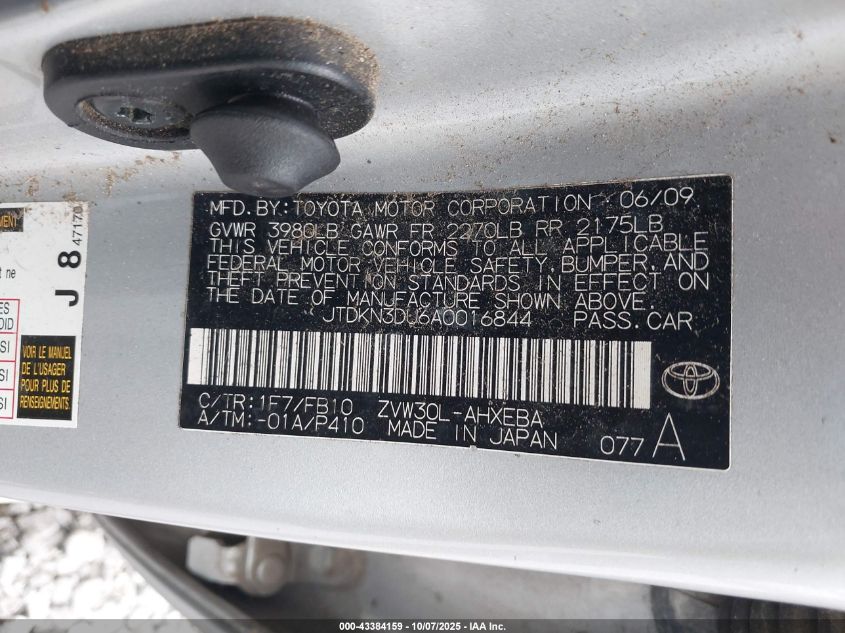 MFD.BY:TOYOTA MOTOR CORPORATION 06/09
GVWR 3980LB GAWR FR 2270LB RR 2175LB
THIS VEHICLE CONFORMS TO ALL APPLICABLE
FEDERAL MOTOR VEHICLE SAFETY, BUMPER, AND
THEFT PREVENTION STANDARDS IN EFFECT ON
THE DATE OF MANUFACTURE SHOWN ABOVE.
JTDKN3DU6A0016844 PASS.CAR
C/TR:1F7/FB10 ZVW30L-AHXEBA
A/TM:-01A/P410 MADE IN JAPAN 077 A
J 8 47170
ne
VOIR LE MANUEL
DE L'USAGER
POUR PLUS DE
RENSEIGNEMENTS.
000-43384159 - 10/07/2025 - IAA Inc.